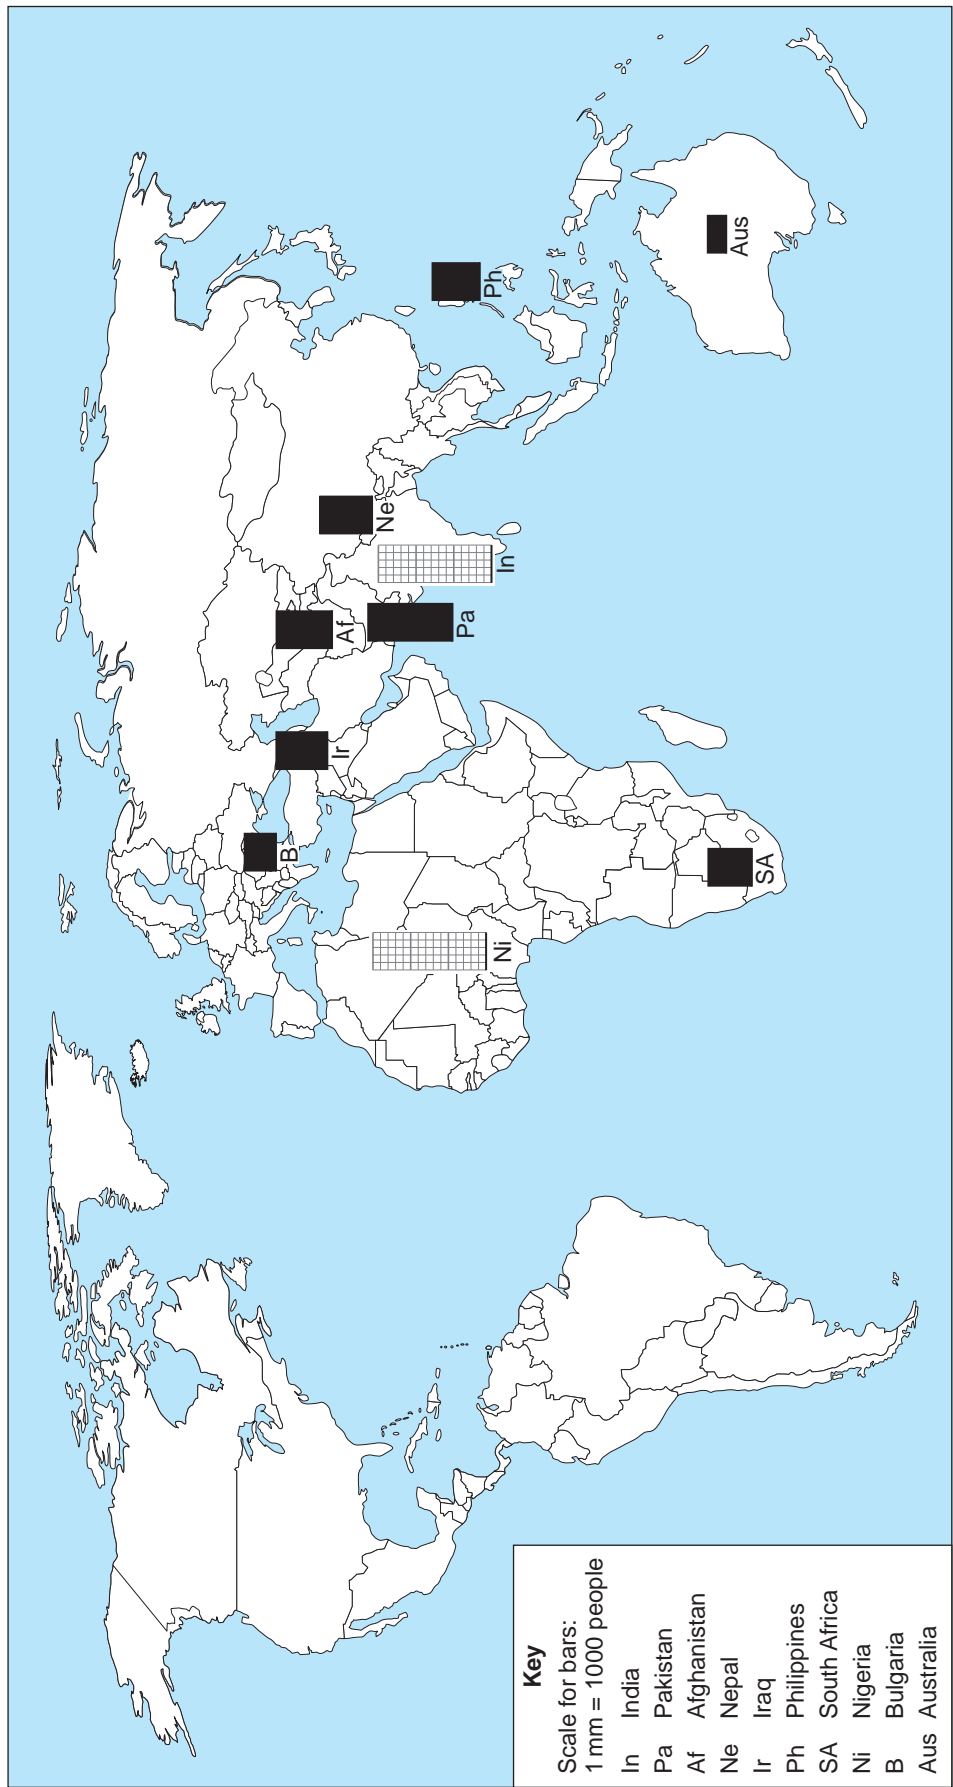 Aus
Ph
Ne
In
Af
Pa
Ir
B
SA
Ni
Key
Scale for bars:
1 mm = 1000 people
In India
Pa Pakistan
Af Afghanistan
Ne Nepal
Ir Iraq
Ph Philippines
SA South Africa
Ni Nigeria
B Bulgaria
Aus Australia